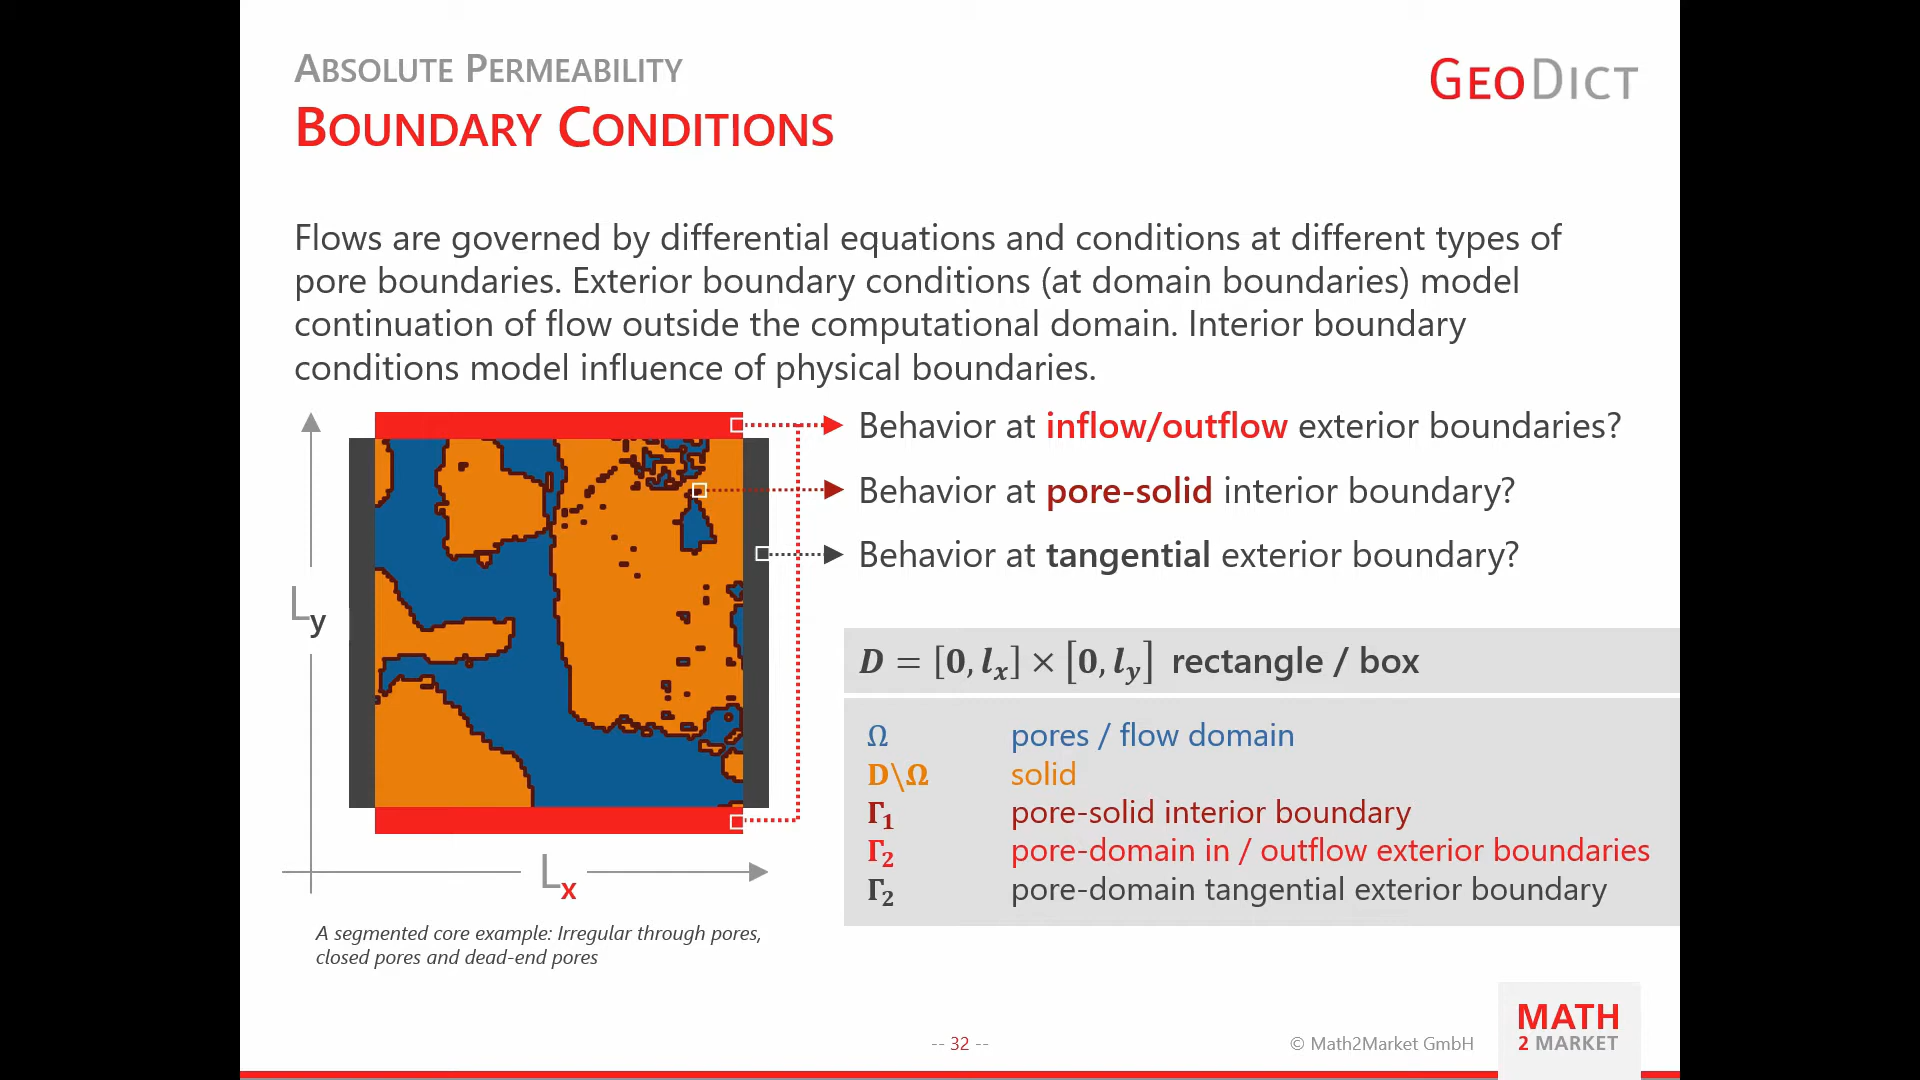 ABSOLUTE PERMEABILITY
BOUNDARY CONDITIONS
GEODICT
Flows are governed by differential equations and conditions at different types of
pore boundaries. Exterior boundary conditions (at domain boundaries) model
continuation of flow outside the computational domain. Interior boundary
conditions model influence of physical boundaries.
Behavior at inflow/outflow exterior boundaries?
Behavior at pore-solid interior boundary?
Behavior at tangential exterior boundary?
Ly
Lx
D = [0, lx] × [0, ly] rectangle / box
Ω pores / flow domain
D\Ω solid
Γ1 pore-solid interior boundary
Γ2 pore-domain in / outflow exterior boundaries
Γ2 pore-domain tangential exterior boundary
A segmented core example: Irregular through pores,
closed pores and dead-end pores
-- 32 --
© Math2Market GmbH
MATH
2 MARKET